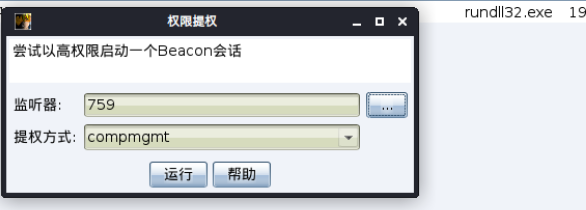 权限提权
rundll32.exe 19
尝试以高权限启动一个Beacon会话
监听器: 759 ...
提权方式: compmgmt
运行 帮助